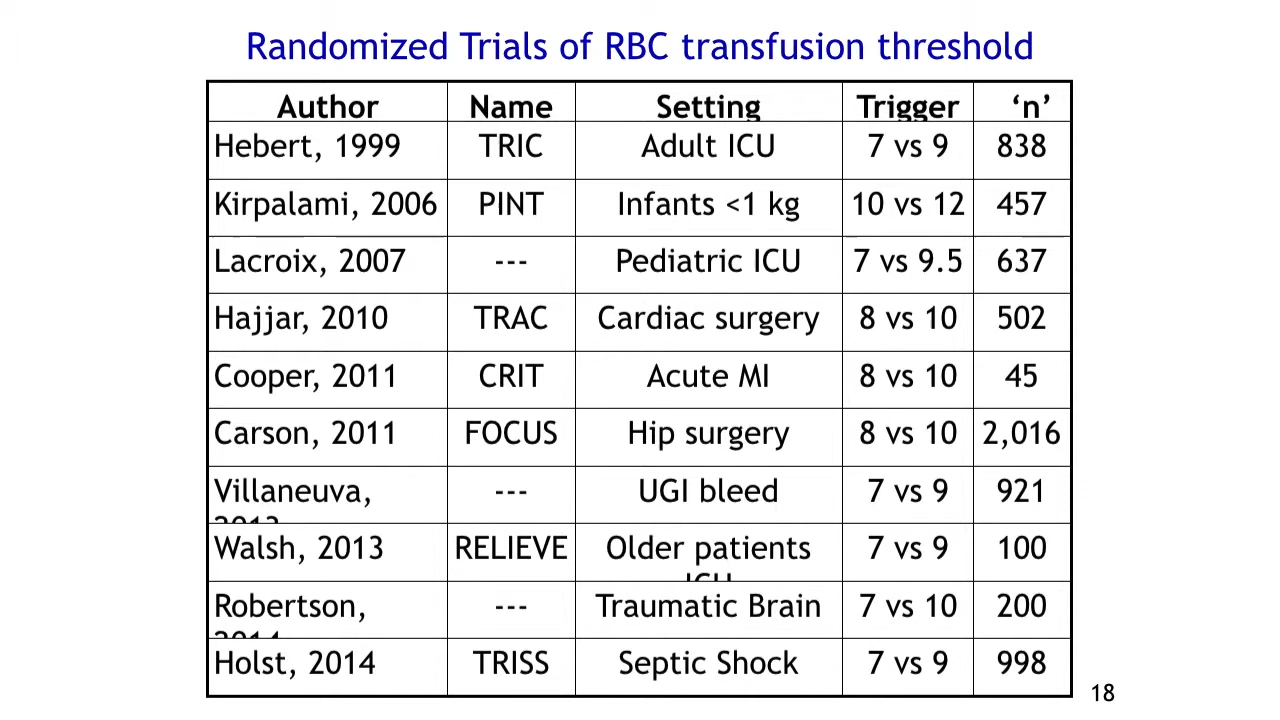 Randomized Trials of RBC transfusion threshold
Author Name Setting Trigger ‘n’
Hebert, 1999 TRIC Adult ICU 7 vs 9 838
Kirpalami, 2006 PINT Infants <1 kg 10 vs 12 457
Lacroix, 2007 --- Pediatric ICU 7 vs 9.5 637
Hajjar, 2010 TRAC Cardiac surgery 8 vs 10 502
Cooper, 2011 CRIT Acute MI 8 vs 10 45
Carson, 2011 FOCUS Hip surgery 8 vs 10 2,016
Villaneuva, --- UGI bleed 7 vs 9 921
2013
Walsh, 2013 RELIEVE Older patients 7 vs 9 100
ICU
Robertson, --- Traumatic Brain 7 vs 10 200
2014
Holst, 2014 TRISS Septic Shock 7 vs 9 998
18